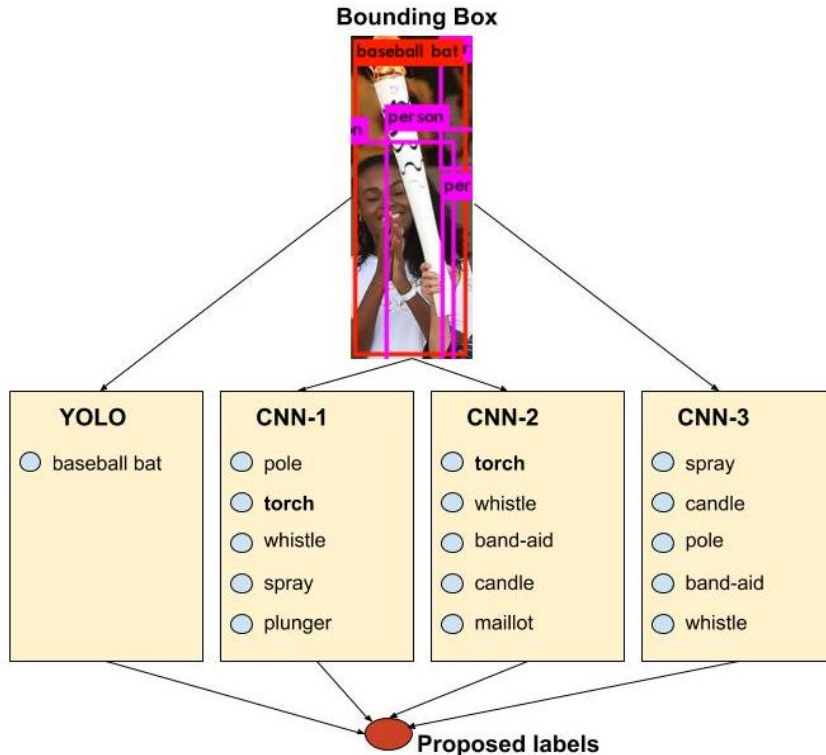 Bounding Box
baseball bat r
person
n
per
YOLO
baseball bat
CNN-1
pole
torch
whistle
spray
plunger
CNN-2
torch
whistle
band-aid
candle
maillot
CNN-3
spray
candle
pole
band-aid
whistle
Proposed labels